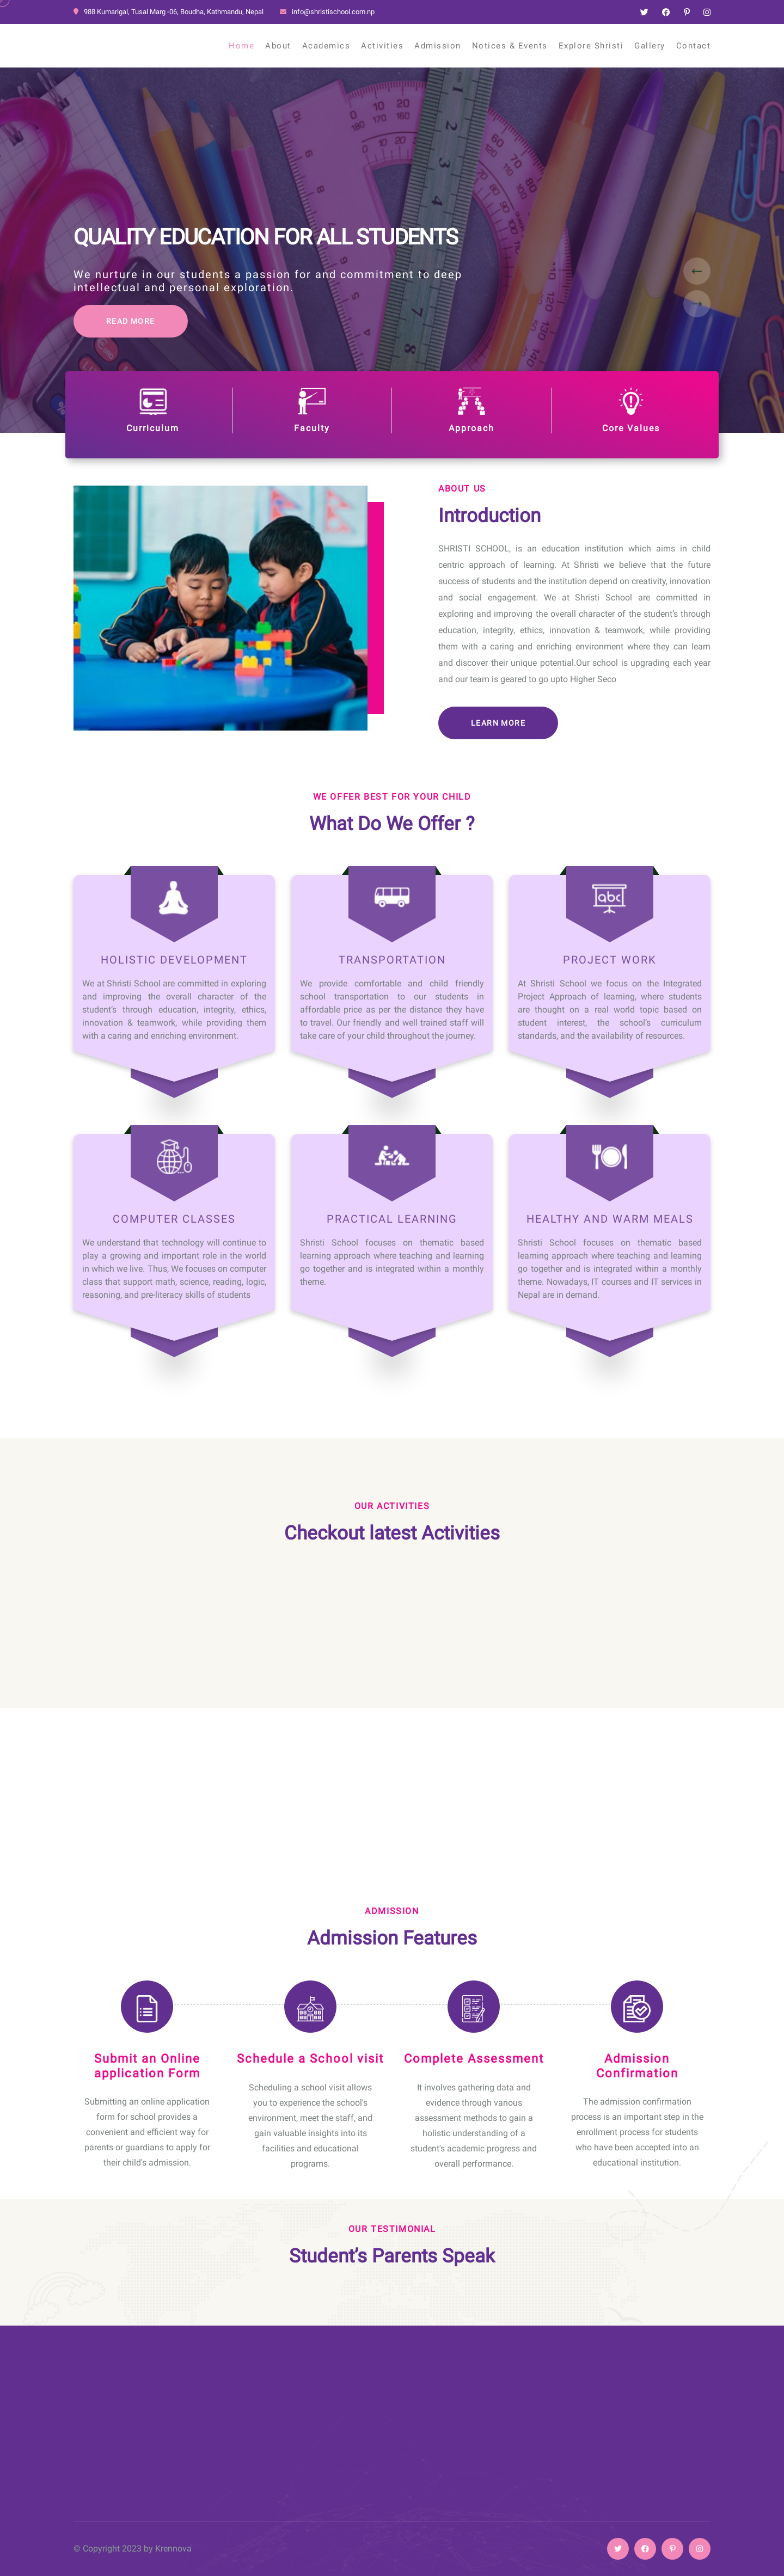 988 Kumarigal, Tusal Marg -06, Boudha, Kathmandu, Nepal info@shristischool.com.np
Home About Academics Activities Admission Notices & Events Explore Shristi Gallery Contact
QUALITY EDUCATION FOR ALL STUDENTS
We nurture in our students a passion for and commitment to deep
intellectual and personal exploration.
READ MORE
Curriculum Faculty Approach Core Values
ABOUT US
Introduction
SHRISTI SCHOOL, is an education institution which aims in child
centric approach of learning. At Shristi we believe that the future
success of students and the institution depend on creativity, innovation
and social engagement. We at Shristi School are committed in
exploring and improving the overall character of the student's through
education, integrity, ethics, innovation & teamwork, while providing
them with a caring and enriching environment where they can learn
and discover their unique potential.Our school is upgrading each year
and our team is geared to go upto Higher Seco
LEARN MORE
WE OFFER BEST FOR YOUR CHILD
What Do We Offer ?
HOLISTIC DEVELOPMENT
We at Shristi School are committed in exploring
and improving the overall character of the
student's through education, integrity, ethics,
innovation & teamwork, while providing them
with a caring and enriching environment.
TRANSPORTATION
We provide comfortable and child friendly
school transportation to our students in
affordable price as per the distance they have
to travel. Our friendly and well trained staff will
take care of your child throughout the journey.
abc
PROJECT WORK
At Shristi School we focus on the Integrated
Project Approach of learning, where students
are thought on a real world topic based on
student interest, the school's curriculum
standards, and the availability of resources.
COMPUTER CLASSES
We understand that technology will continue to
play a growing and important role in the world
in which we live. Thus, We focuses on computer
class that support math, science, reading, logic,
reasoning, and pre-literacy skills of students
PRACTICAL LEARNING
Shristi School focuses on thematic based
learning approach where teaching and learning
go together and is integrated within a monthly
theme.
HEALTHY AND WARM MEALS
Shristi School focuses on thematic based
learning approach where teaching and learning
go together and is integrated within a monthly
theme. Nowadays, IT courses and IT services in
Nepal are in demand.
OUR ACTIVITIES
Checkout latest Activities
ADMISSION
Admission Features
Submit an Online
application Form
Submitting an online application
form for school provides a
convenient and efficient way for
parents or guardians to apply for
their child's admission.
Schedule a School visit
Scheduling a school visit allows
you to experience the school's
environment, meet the staff, and
gain valuable insights into its
facilities and educational
programs.
Complete Assessment
It involves gathering data and
evidence through various
assessment methods to gain a
holistic understanding of a
student's academic progress and
overall performance.
Admission
Confirmation
The admission confirmation
process is an important step in the
enrollment process for students
who have been accepted into an
educational institution.
OUR TESTIMONIAL
Student's Parents Speak
© Copyright 2023 by Krennova